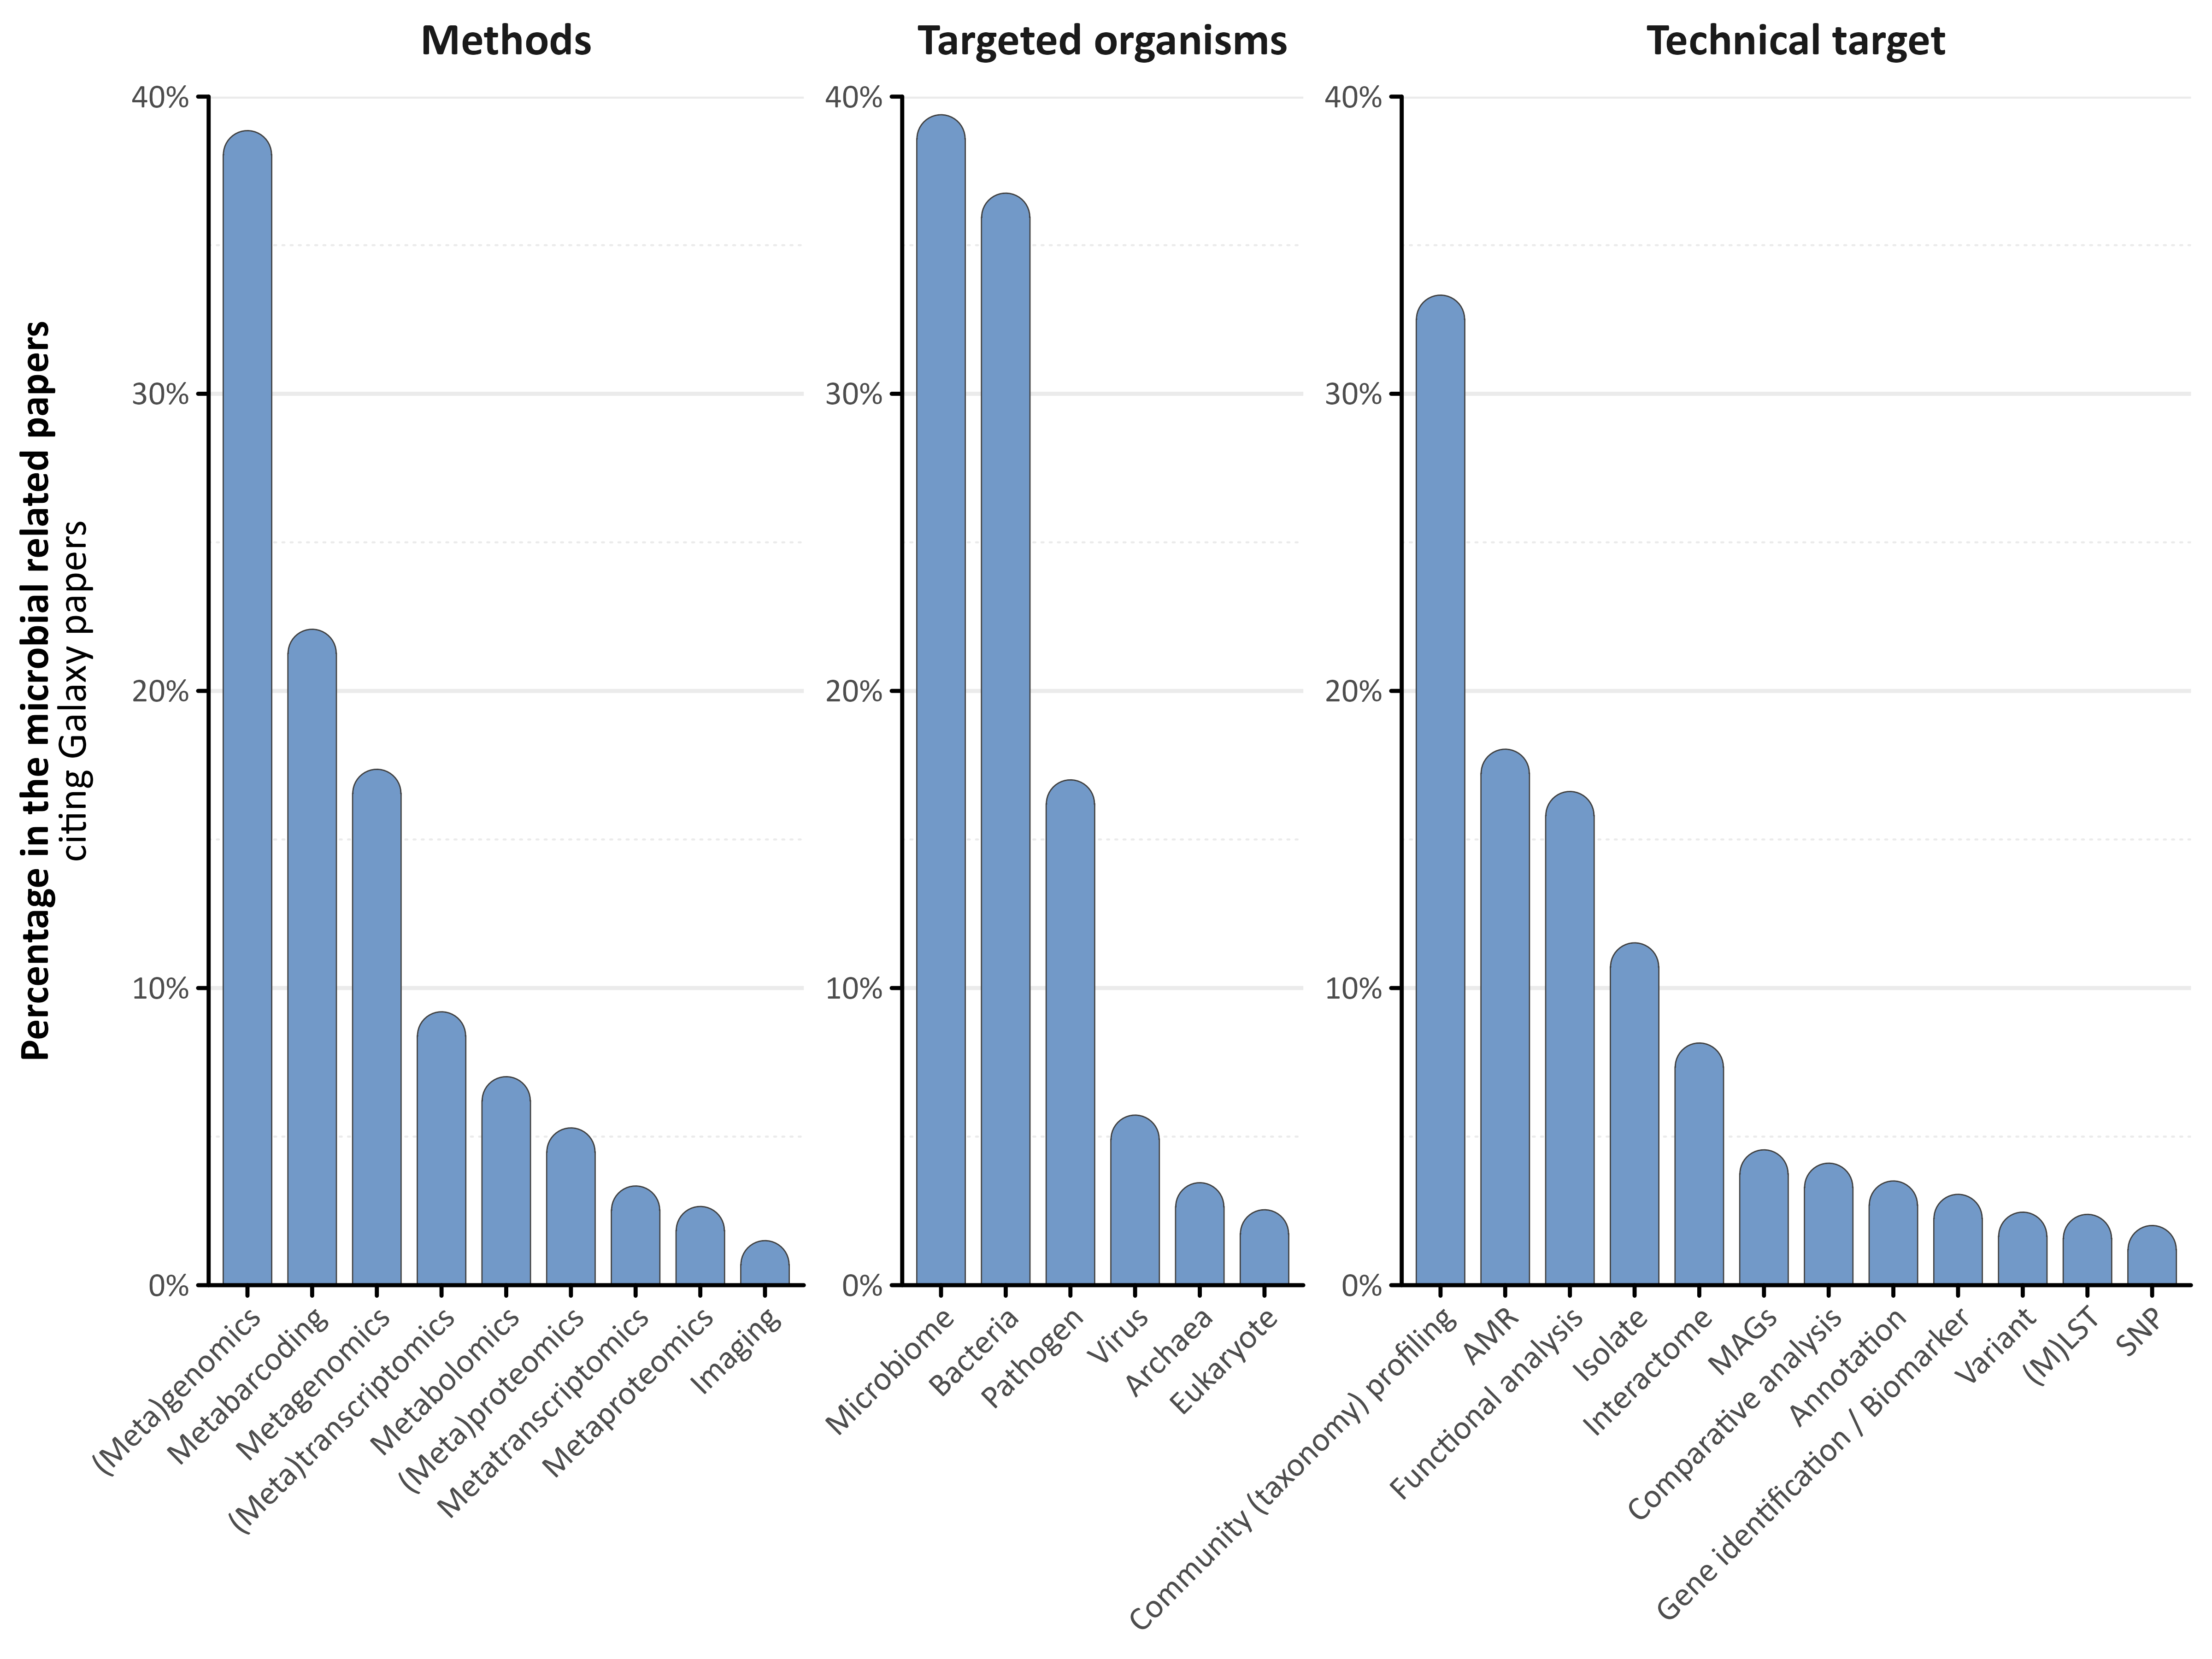 Methods
Targeted organisms
Technical target
Percentage in the microbial related papers
citing Galaxy papers
40%
30%
20%
10%
0%
(Meta)genomics
Metabarcoding
Metagenomics
(Meta)transcriptomics
Metabolomics
(Meta)proteomics
Metatranscriptomics
Metaproteomics
Imaging
40%
30%
20%
10%
0%
Microbiome
Bacteria
Pathogen
Virus
Archaea
Eukaryote
40%
30%
20%
10%
0%
Community (taxonomy) profiling
AMR
Functional analysis
Isolate
Interactome
MAGs
Comparative analysis
Annotation
Gene identification / Biomarker
Variant
(M)LST
SNP